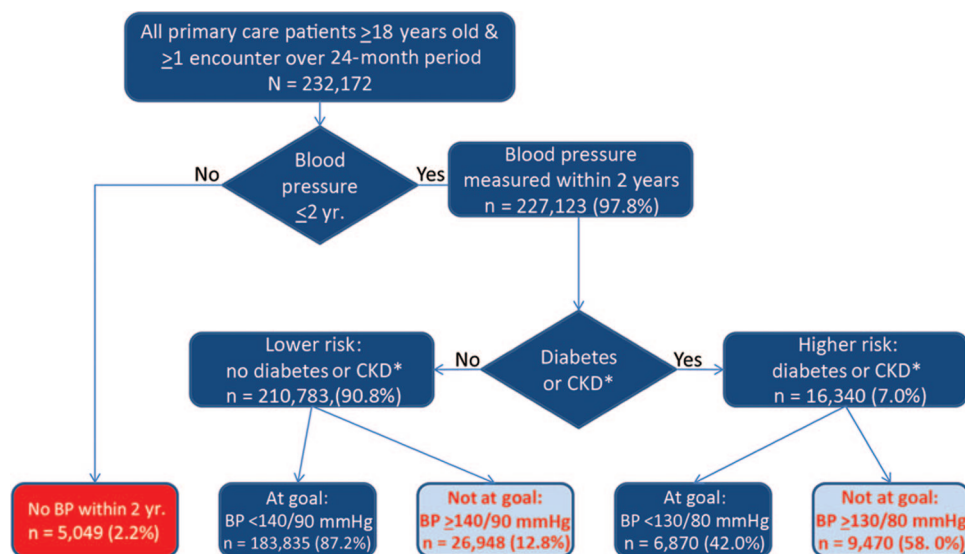 All primary care patients ≥18 years old &
≥1 encounter over 24-month period
N = 232,172
No
Blood
pressure
≤2 yr.
Yes
Blood pressure
measured within 2 years
n = 227,123 (97.8%)
Lower risk:
no diabetes or CKD*
n = 210,783,(90.8%)
No
Diabetes
or CKD*
Yes
Higher risk:
diabetes or CKD*
n = 16,340 (7.0%)
No BP within 2 yr.
n = 5,049 (2.2%)
At goal:
BP <140/90 mmHg
n = 183,835 (87.2%)
Not at goal:
BP ≥140/90 mmHg
n = 26,948 (12.8%)
At goal:
BP <130/80 mmHg
n = 6,870 (42.0%)
Not at goal:
BP ≥130/80 mmHg
n = 9,470 (58. 0%)